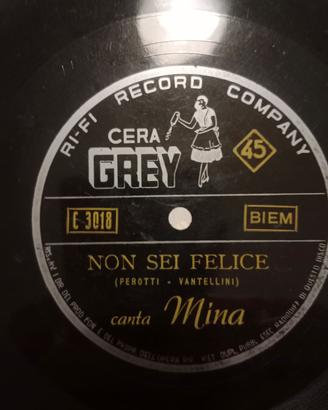 RI-FI RECORD COMPANY
CERA
GREY
45
E 3018
BIEM
NON SEI FELICE
(PEROTTI - VANTELLINI)
canta Mina